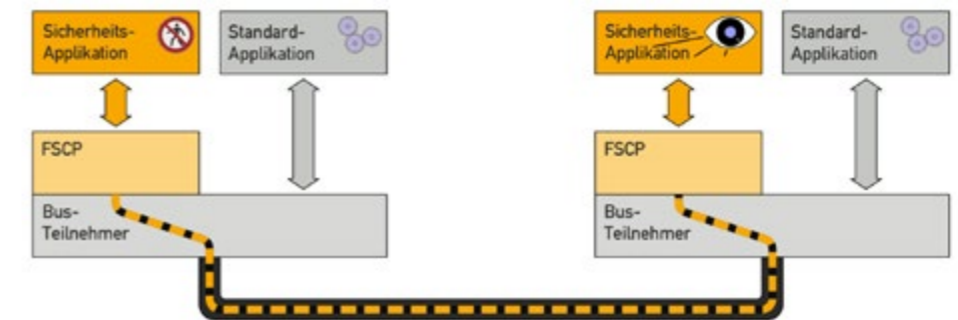 Sicherheits-
Applikation
Standard-
Applikation
Sicherheits-
Applikation
Standard-
Applikation
FSCP
FSCP
Bus-
Teilnehmer
Bus-
Teilnehmer